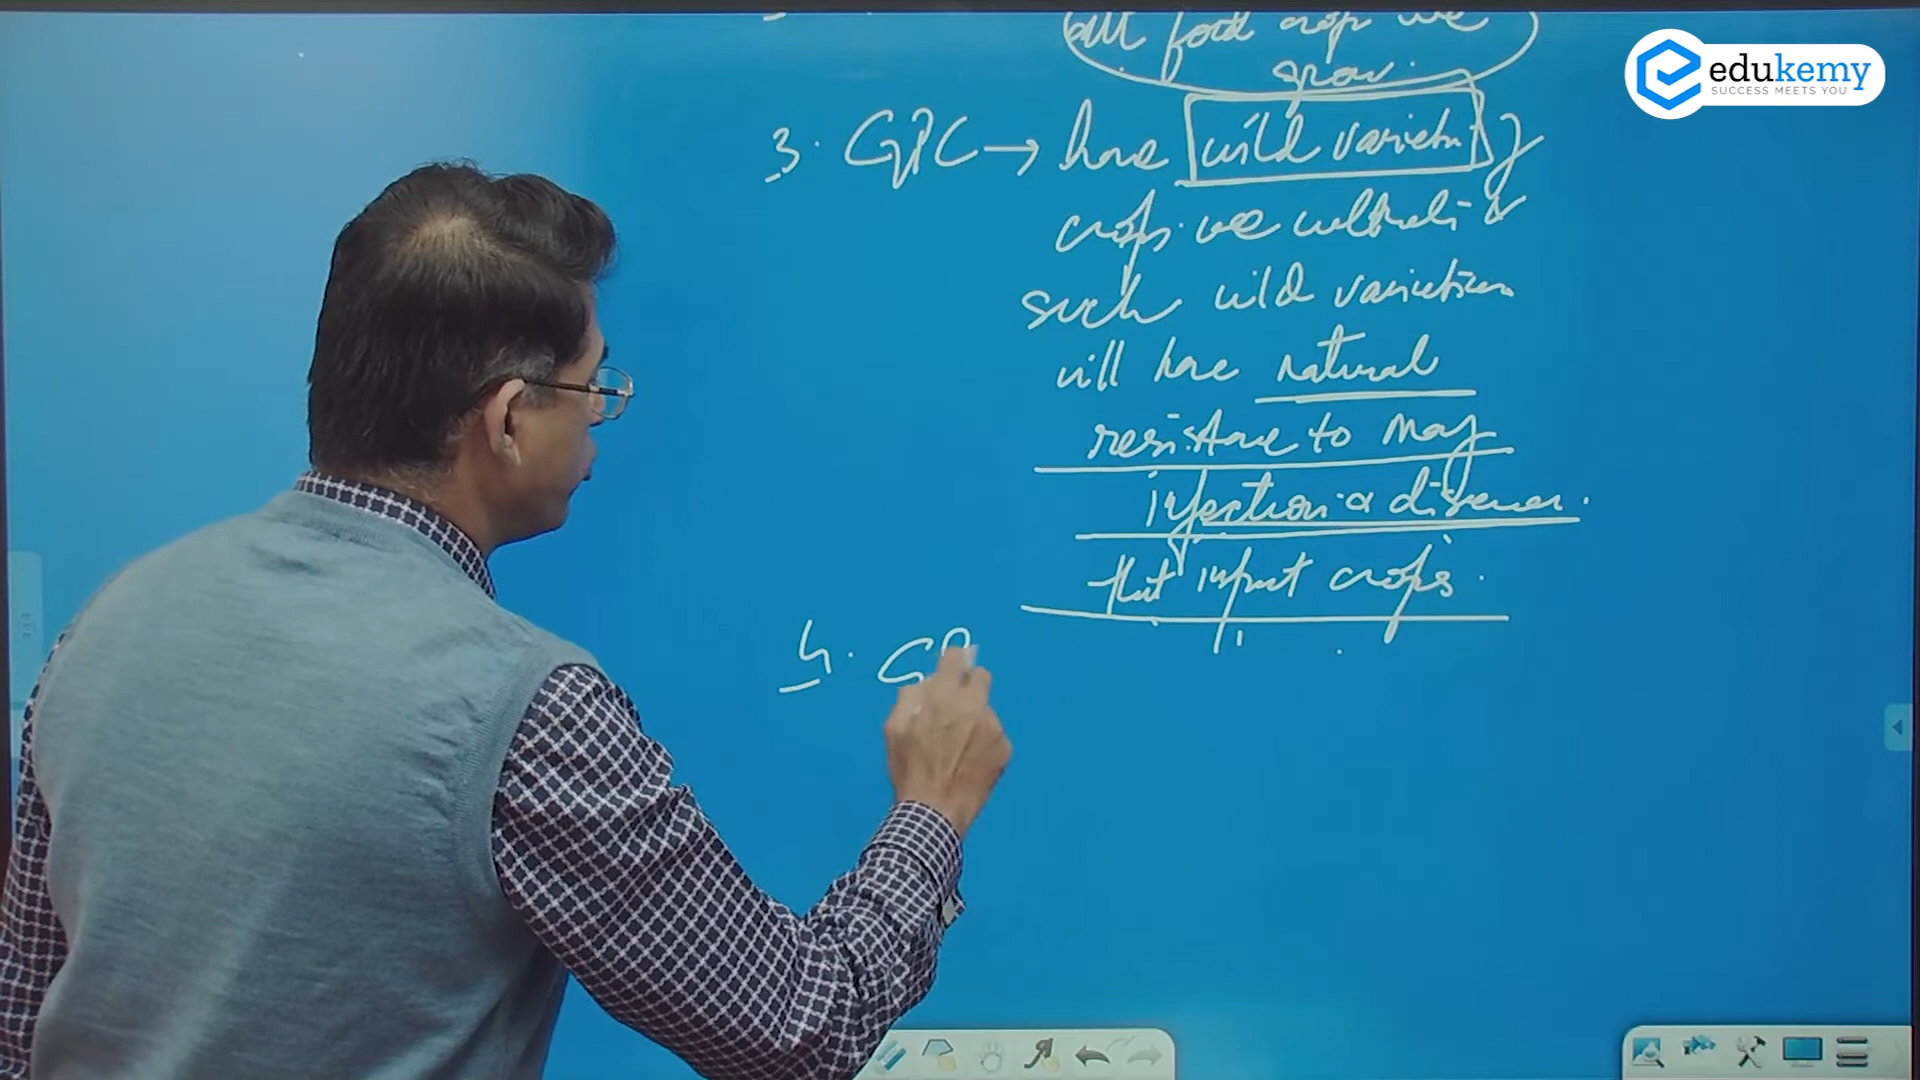 all food crop we
grow.
edukemy
SUCCESS MEETS YOU
3. GPC → have wild varieties of
crops we cultivate &
such wild varieties
will have natural
resistance to many
infection & diseases.
that impact crops.
4. GP